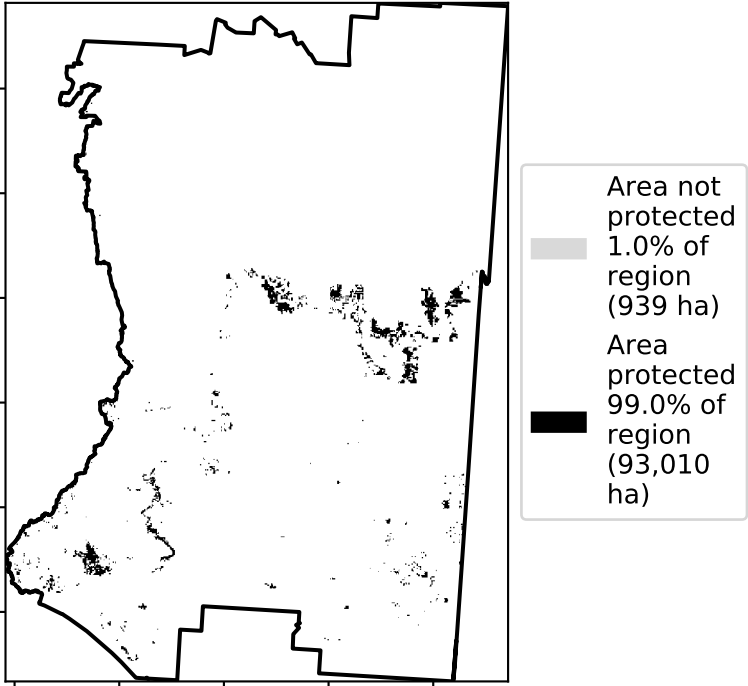 Area not
protected
1.0% of
region
(939 ha)
Area
protected
99.0% of
region
(93,010
ha)